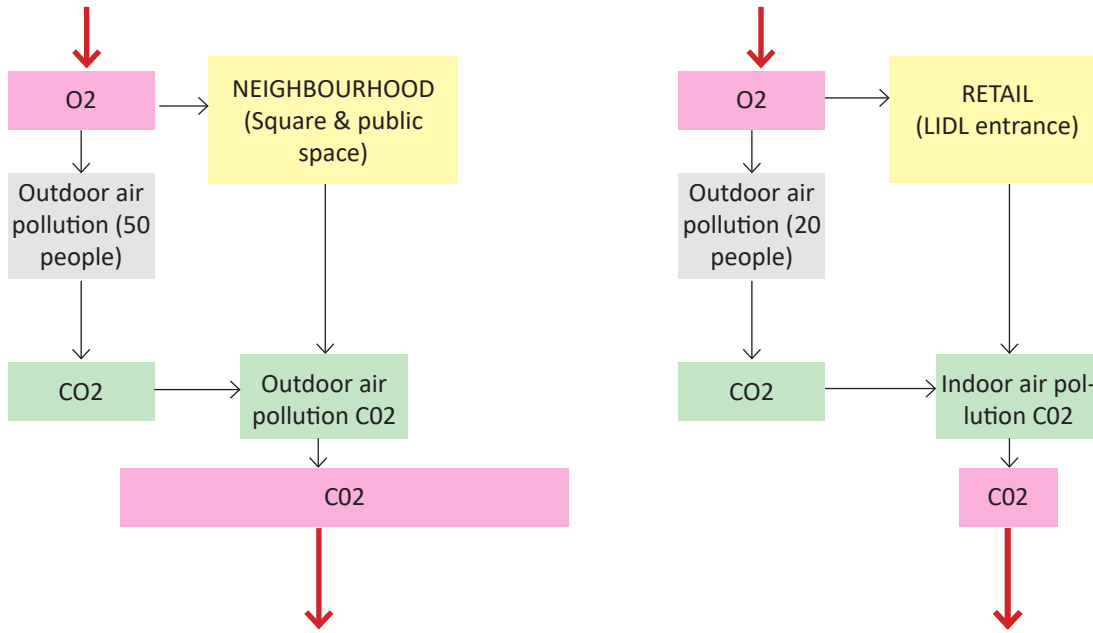 O2
NEIGHBOURHOOD
(Square & public
space)
Outdoor air
pollution (50
people)
CO2
Outdoor air
pollution C02
C02
O2
RETAIL
(LIDL entrance)
Outdoor air
pollution (20
people)
CO2
Indoor air pol-
lution C02
C02